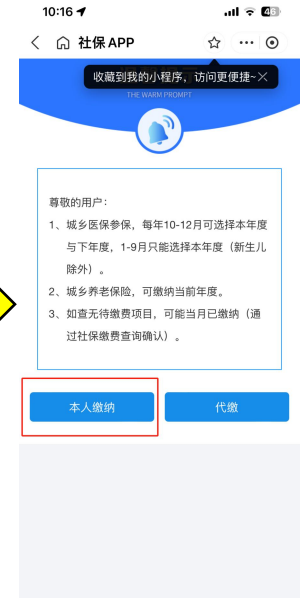 10:16
46
社保 APP
收藏到我的小程序，访问更便捷~×
THE WARM PROMPT
尊敬的用户：
1、城乡医保参保，每年10-12月可选择本年度
与下年度，1-9月只能选择本年度（新生儿
除外）。
2、城乡养老保险，可缴纳当前年度。
3、如查无待缴费项目，可能当月已缴纳（通
过社保缴费查询确认）。
本人缴纳
代缴